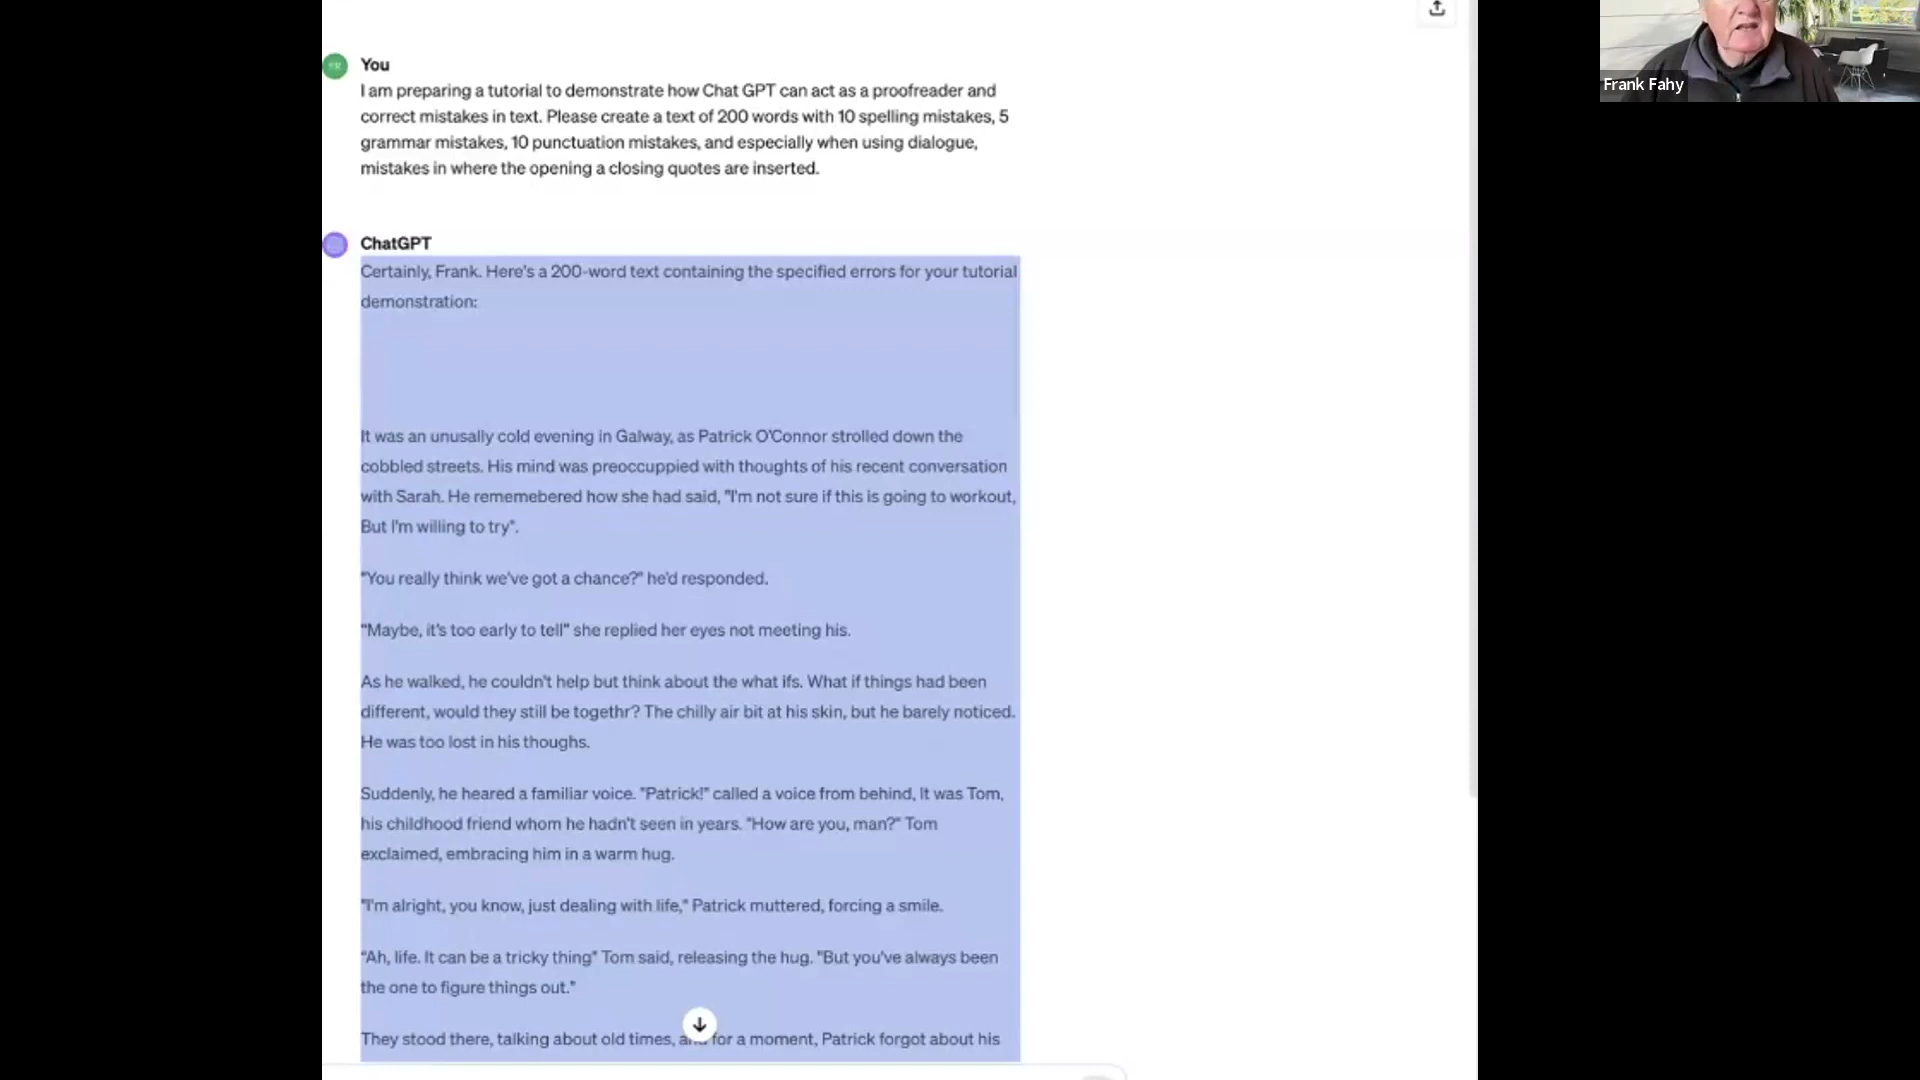 You
I am preparing a tutorial to demonstrate how Chat GPT can act as a proofreader and
correct mistakes in text. Please create a text of 200 words with 10 spelling mistakes, 5
grammar mistakes, 10 punctuation mistakes, and especially when using dialogue,
mistakes in where the opening a closing quotes are inserted.
ChatGPT
Certainly, Frank. Here's a 200-word text containing the specified errors for your tutorial
demonstration:
It was an unusally cold evening in Galway, as Patrick O'Connor strolled down the
cobbled streets. His mind was preoccuppied with thoughts of his recent conversation
with Sarah. He rememebered how she had said, "I'm not sure if this is going to workout,
But I'm willing to try".
"You really think we've got a chance?" he'd responded.
"Maybe, it's too early to tell" she replied her eyes not meeting his.
As he walked, he couldn't help but think about the what ifs. What if things had been
different, would they still be togethr? The chilly air bit at his skin, but he barely noticed.
He was too lost in his thoughs.
Suddenly, he heared a familiar voice. "Patrick!" called a voice from behind, It was Tom,
his childhood friend whom he hadn't seen in years. "How are you, man?" Tom
exclaimed, embracing him in a warm hug.
"I'm alright, you know, just dealing with life," Patrick muttered, forcing a smile.
"Ah, life. It can be a tricky thing" Tom said, releasing the hug. "But you've always been
the one to figure things out."
They stood there, talking about old times, and for a moment, Patrick forgot about his
Frank Fahy